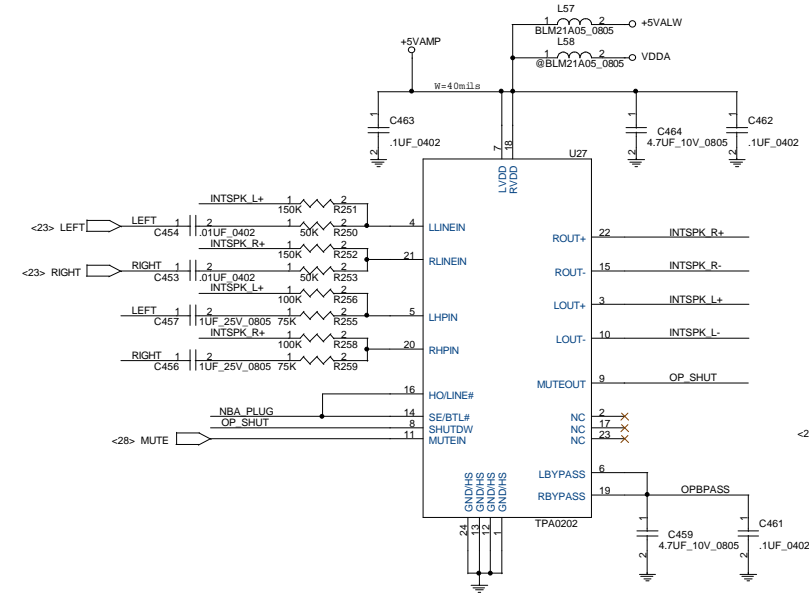 L57
1 2 +5VALW
BLM21A05_0805
L58
+5VAMP
1 2 VDDA
@BLM21A05_0805
W=40mils
1 C463
2 .1UF_0402
1 C464
2 4.7UF_10V_0805
1 C462
2 .1UF_0402
7 18 U27
LVDD
RVDD
INTSPK_L+ 1 2
150K R251
<23> LEFT LEFT 1 2 1 2 4 LLINEIN
C454 .01UF_0402 50K R250
INTSPK_R+ 1 2
150K R252
21 RLINEIN
<23> RIGHT RIGHT 1 2 1 2
C453 .01UF_0402 50K R253
INTSPK_L+ 1 2
100K R256
LEFT 1 2 1 2 5 LHPIN
C457 1UF_25V_0805 75K R255
INTSPK_R+ 1 2
100K R258
20 RHPIN
RIGHT 1 2 1 2
C456 1UF_25V_0805 75K R259
ROUT+ 22 INTSPK_R+
ROUT- 15 INTSPK_R-
LOUT+ 3 INTSPK_L+
LOUT- 10 INTSPK_L-
MUTEOUT 9 OP_SHUT
16 HO/LINE#
NBA_PLUG 14 SE/BTL#
OP_SHUT 8 SHUTDW
<28> MUTE 11 MUTEIN
NC 2
NC 17
NC 23
<2
LBYPASS 6
RBYPASS 19 OPBPASS
GND/HS
GND/HS
GND/HS
GND/HS
24 13 12 1
TPA0202
1 C459
2 4.7UF_10V_0805
1 C461
2 .1UF_0402